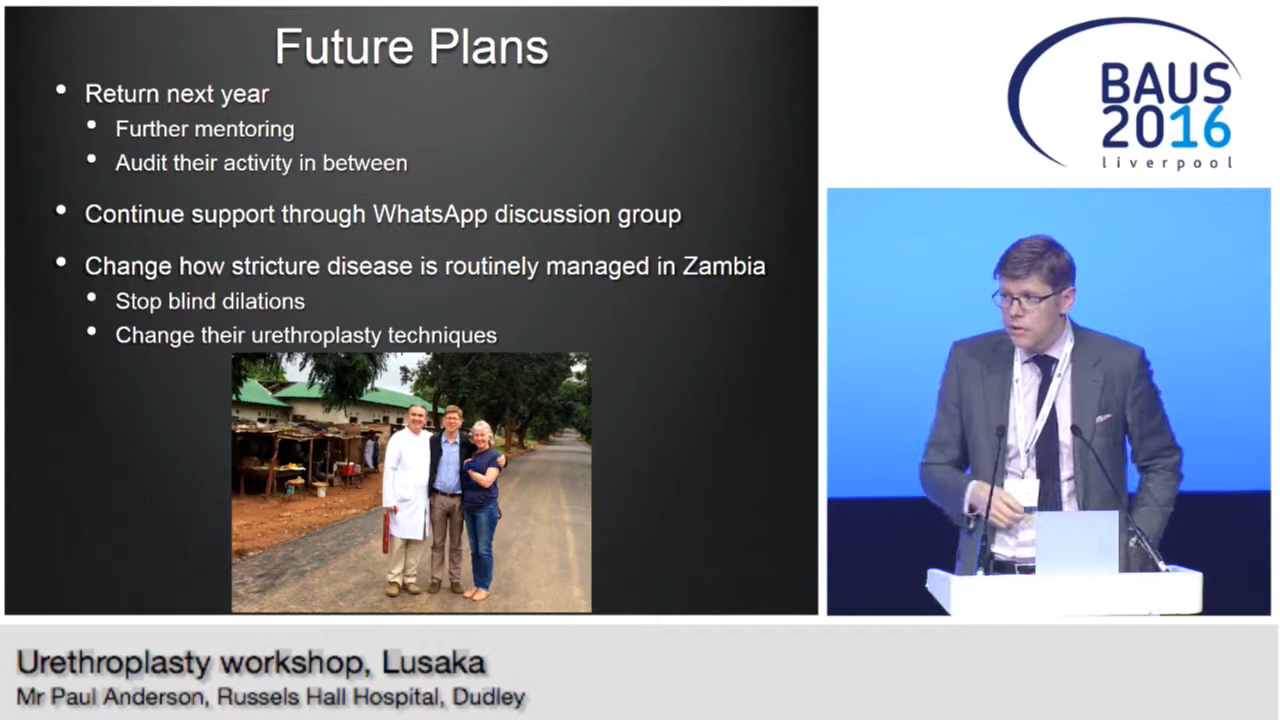 Future Plans
Return next year
Further mentoring
Audit their activity in between
Continue support through WhatsApp discussion group
Change how stricture disease is routinely managed in Zambia
Stop blind dilations
Change their urethroplasty techniques
BAUS
2016
liverpool
Urethroplasty workshop, Lusaka
Mr Paul Anderson, Russels Hall Hospital, Dudley